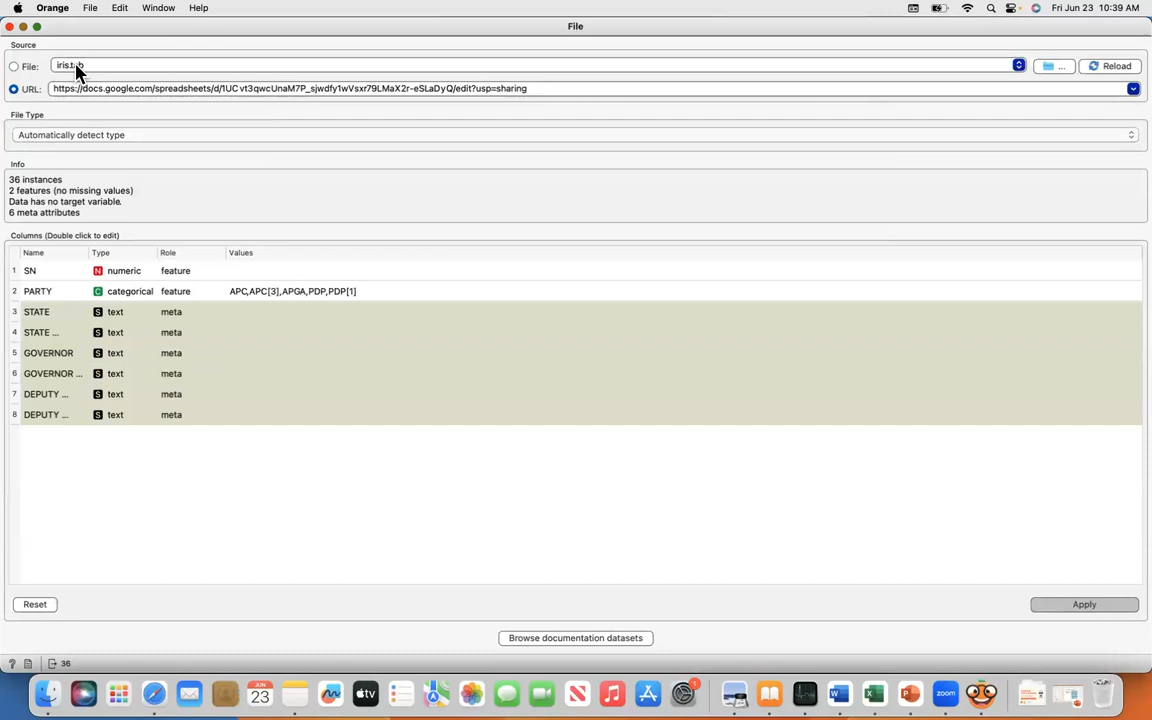 Orange File Edit Window Help Fri Jun 23 10:39 AM
File
Source
File: iris.tab ... Reload
URL: https://docs.google.com/spreadsheets/d/1UC vt3qwcUnaM7P_sjwdfy1wVsxr79LMaX2r-eSLaDyQ/edit?usp=sharing
File Type
Automatically detect type
Info
36 instances
2 features (no missing values)
Data has no target variable.
6 meta attributes
Columns (Double click to edit)
Name Type Role Values
1 SN N numeric feature
2 PARTY C categorical feature APC,APC[3],APGA,PDP,PDP[1]
3 STATE S text meta
4 STATE ... S text meta
5 GOVERNOR S text meta
6 GOVERNOR ... S text meta
7 DEPUTY ... S text meta
8 DEPUTY ... S text meta
Reset Apply
Browse documentation datasets
? 36
JUN 23 tv 1 W X P zoom